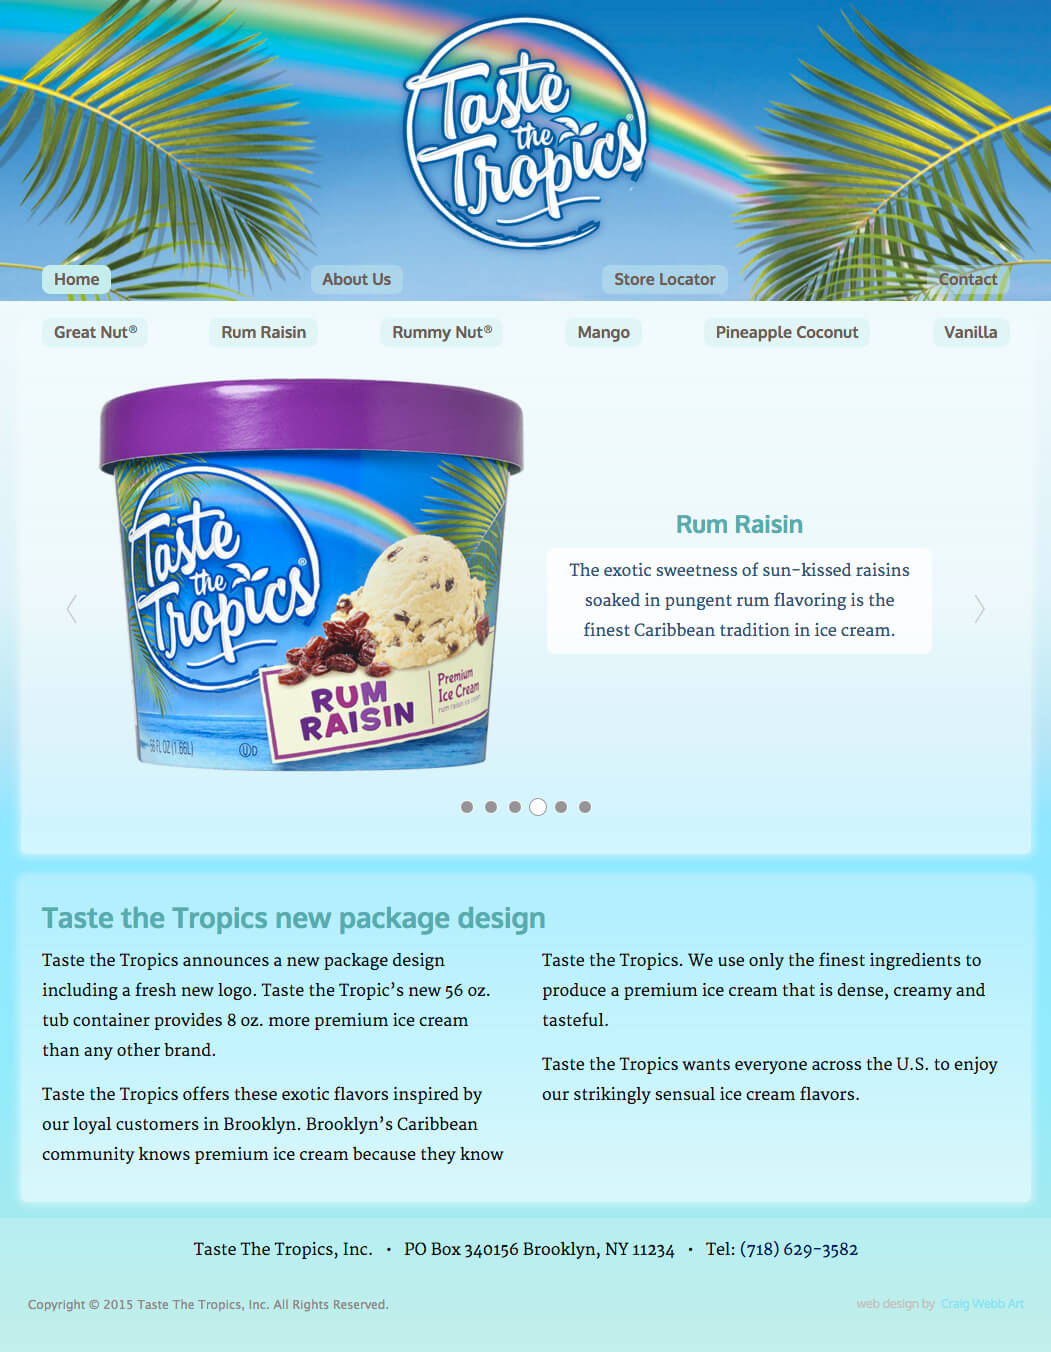 Taste
the
Tropics®
Home
About Us
Store Locator
Contact
Great Nut®
Rum Raisin
Rummy Nut®
Mango
Pineapple Coconut
Vanilla
Taste
the
Tropics®
RUM
RAISIN
Premium
Ice Cream
rum raisin ice cream
56 FL OZ (1.66L)
UD
Rum Raisin
The exotic sweetness of sun-kissed raisins
soaked in pungent rum flavoring is the
finest Caribbean tradition in ice cream.
Taste the Tropics new package design
Taste the Tropics announces a new package design
including a fresh new logo. Taste the Tropic’s new 56 oz.
tub container provides 8 oz. more premium ice cream
than any other brand.
Taste the Tropics offers these exotic flavors inspired by
our loyal customers in Brooklyn. Brooklyn’s Caribbean
community knows premium ice cream because they know
Taste the Tropics. We use only the finest ingredients to
produce a premium ice cream that is dense, creamy and
tasteful.
Taste the Tropics wants everyone across the U.S. to enjoy
our strikingly sensual ice cream flavors.
Taste The Tropics, Inc. • PO Box 340156 Brooklyn, NY 11234 • Tel: (718) 629-3582
Copyright © 2015 Taste The Tropics, Inc. All Rights Reserved.
web design by Craig Webb Art